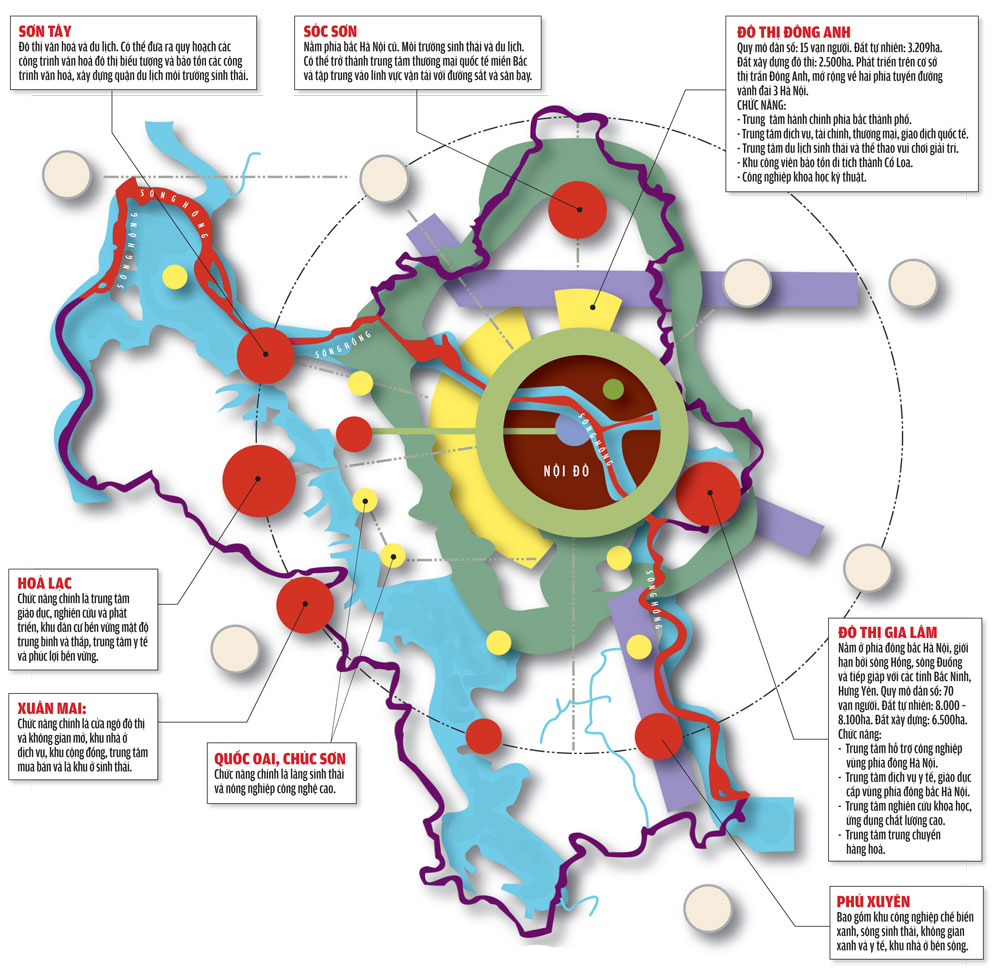 SƠN TÂY
Đô thị văn hoá và du lịch. Có thể đưa ra quy hoạch các
công trình văn hoá đô thị biểu tượng và bảo tồn các công
trình văn hoá, xây dựng quận du lịch môi trường sinh thái.
SÓC SƠN
Nằm phía bắc Hà Nội cũ. Môi trường sinh thái và du lịch.
Có thể trở thành trung tâm thương mại quốc tế miền Bắc
và tập trung vào lĩnh vực vận tải với đường sắt và sân bay.
ĐÔ THỊ ĐÔNG ANH
Quy mô dân số: 15 vạn người. Đất tự nhiên: 3.209ha.
Đất xây dựng đô thị: 2.500ha. Phát triển trên cơ sở
thị trấn Đông Anh, mở rộng về hai phía tuyến đường
vành đai 3 Hà Nội.
CHỨC NĂNG:
- Trung tâm hành chính phía bắc thành phố.
- Trung tâm dịch vụ, tài chính, thương mại, giao dịch quốc tế.
- Trung tâm du lịch sinh thái và thể thao vui chơi giải trí.
- Khu công viên bảo tồn di tích thành Cổ Loa.
- Công nghiệp khoa học kỹ thuật.
SÔNG HỒNG
SÔNG HỒNG
SÔNG HỒNG
SÔNG HỒNG
NỘI ĐÔ
SÔNG HỒNG
HOÀ LẠC
Chức năng chính là trung tâm
giáo dục, nghiên cứu và phát
triển, khu dân cư bền vững mật độ
trung bình và thấp, trung tâm y tế
và phúc lợi bền vững.
XUÂN MAI:
Chức năng chính là cửa ngõ đô thị
và không gian mở, khu nhà ở
dịch vụ, khu cộng đồng, trung tâm
mua bán và là khu ở sinh thái.
QUỐC OAI, CHÚC SƠN
Chức năng chính là làng sinh thái
và nông nghiệp công nghệ cao.
ĐÔ THỊ GIA LÂM
Nằm ở phía đông bắc Hà Nội, giới
hạn bởi sông Hồng, sông Đuống
và tiếp giáp với các tỉnh Bắc Ninh,
Hưng Yên. Quy mô dân số: 70
vạn người. Đất tự nhiên: 8.000 -
8.100ha. Đất xây dựng: 6.500ha.
Chức năng:
- Trung tâm hỗ trợ công nghiệp
vùng phía đông Hà Nội.
- Trung tâm dịch vụ y tế, giáo dục
cấp vùng phía đông bắc Hà Nội.
- Trung tâm nghiên cứu khoa học,
ứng dụng chất lượng cao.
- Trung tâm trung chuyển
hàng hoá.
PHÚ XUYÊN
Bao gồm khu công nghiệp chế biến
xanh, sông sinh thái, không gian
xanh và y tế, khu nhà ở bên sông.